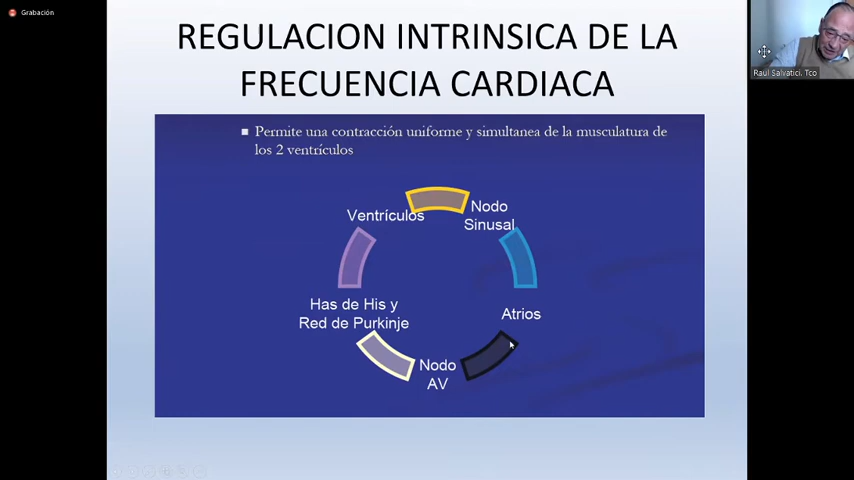 Grabación
REGULACION INTRINSICA DE LA
FRECUENCIA CARDIACA
Permite una contracción uniforme y simultanea de la musculatura de
los 2 ventrículos
Nodo
Sinusal
Atrios
Nodo
AV
Has de His y
Red de Purkinje
Ventrículos
Raul Salvatici. Tco